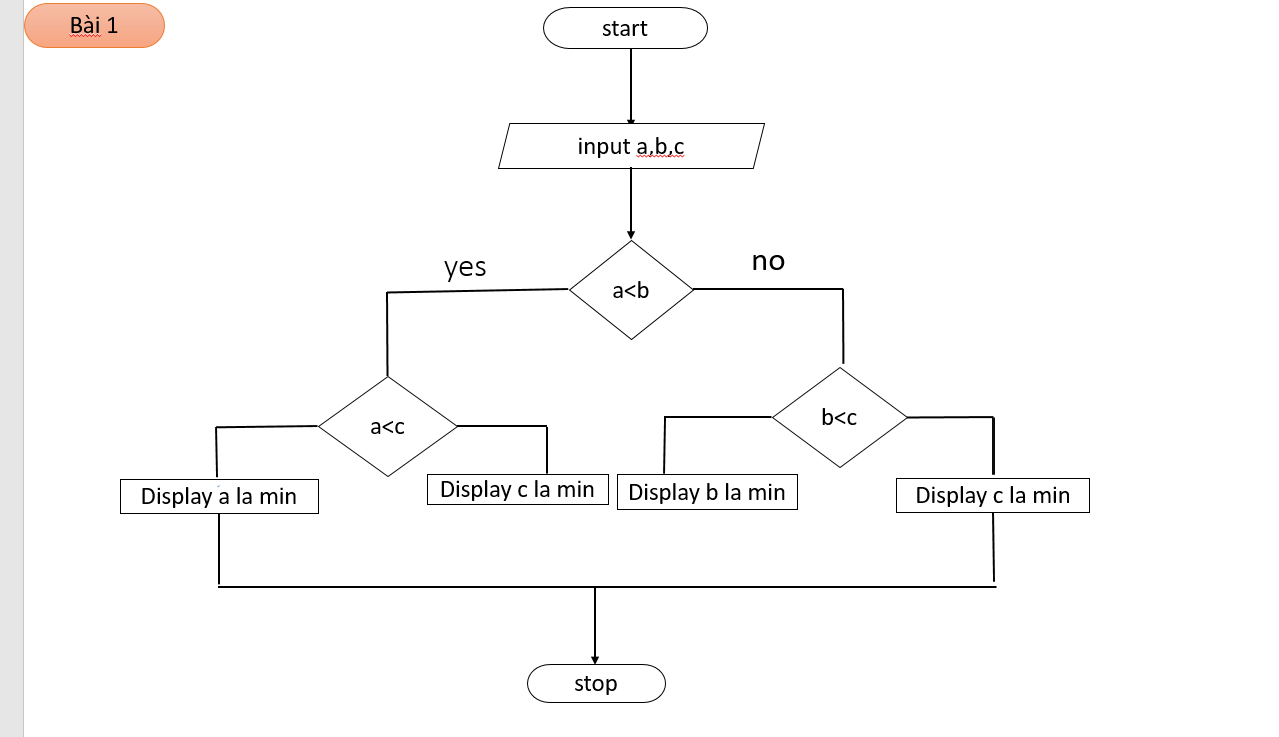 Bài 1
start
input a,b,c
yes
a<b
no
a<c
b<c
Display a la min
Display c la min
Display b la min
Display c la min
stop